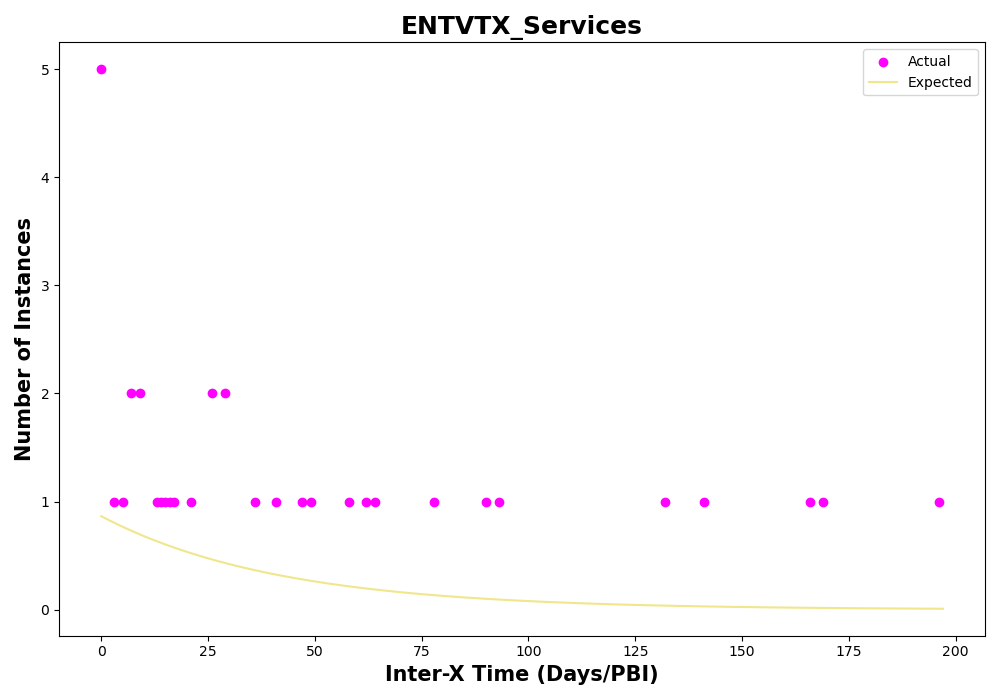 ENTVTX_Services
Actual
Expected
Number of Instances
5
4
3
2
1
0
0 25 50 75 100 125 150 175 200
Inter-X Time (Days/PBI)